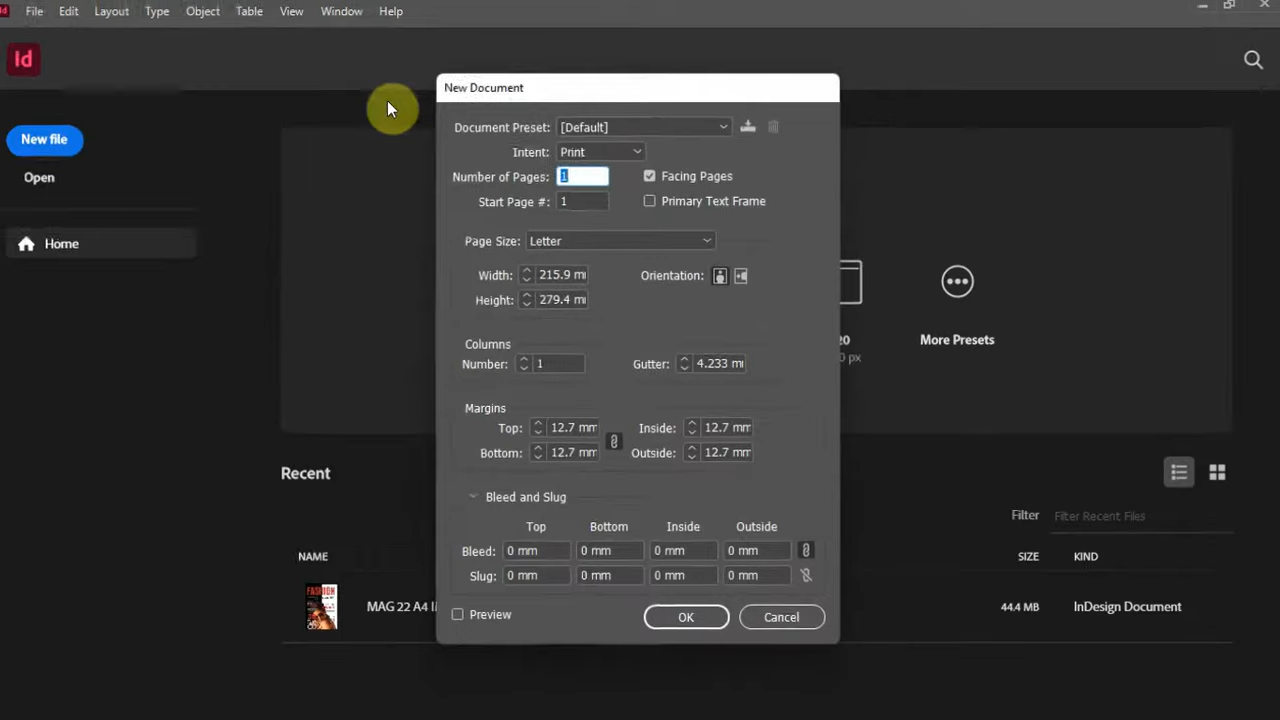 Id File Edit Layout Type Object Table View Window Help
Id
New Document
New file
Document Preset: [Default]
Intent: Print
Open
Number of Pages: 1 Facing Pages
Start Page #: 1 Primary Text Frame
Home
Page Size: Letter
Width: 215.9 m Orientation:
Height: 279.4 m
20 More Presets
0 px
Columns
Number: 1 Gutter: 4.233 m
Margins
Top: 12.7 mm Inside: 12.7 mm
Bottom: 12.7 mm Outside: 12.7 mm
Recent
Bleed and Slug
Filter Filter Recent Files
Top Bottom Inside Outside
NAME SIZE KIND
Bleed: 0 mm 0 mm 0 mm 0 mm
Slug: 0 mm 0 mm 0 mm 0 mm
FASHION
MAG 22 A4 44.4 MB InDesign Document
Preview OK Cancel